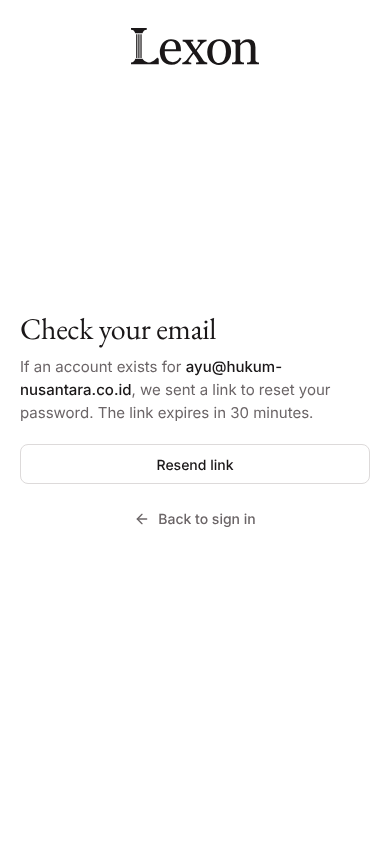 Lexon
Check your email
If an account exists for ayu@hukum-
nusantara.co.id, we sent a link to reset your
password. The link expires in 30 minutes.
Resend link
← Back to sign in